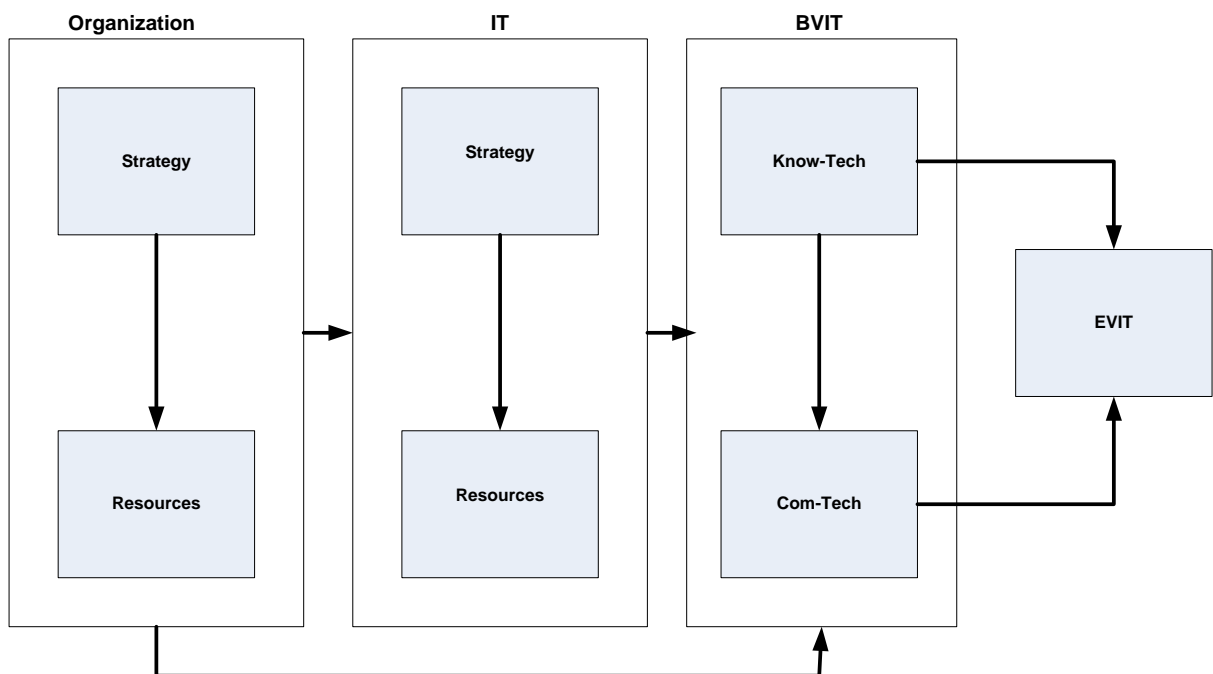 Organization
IT
BVIT
Strategy
Strategy
Know-Tech
EVIT
Resources
Resources
Com-Tech